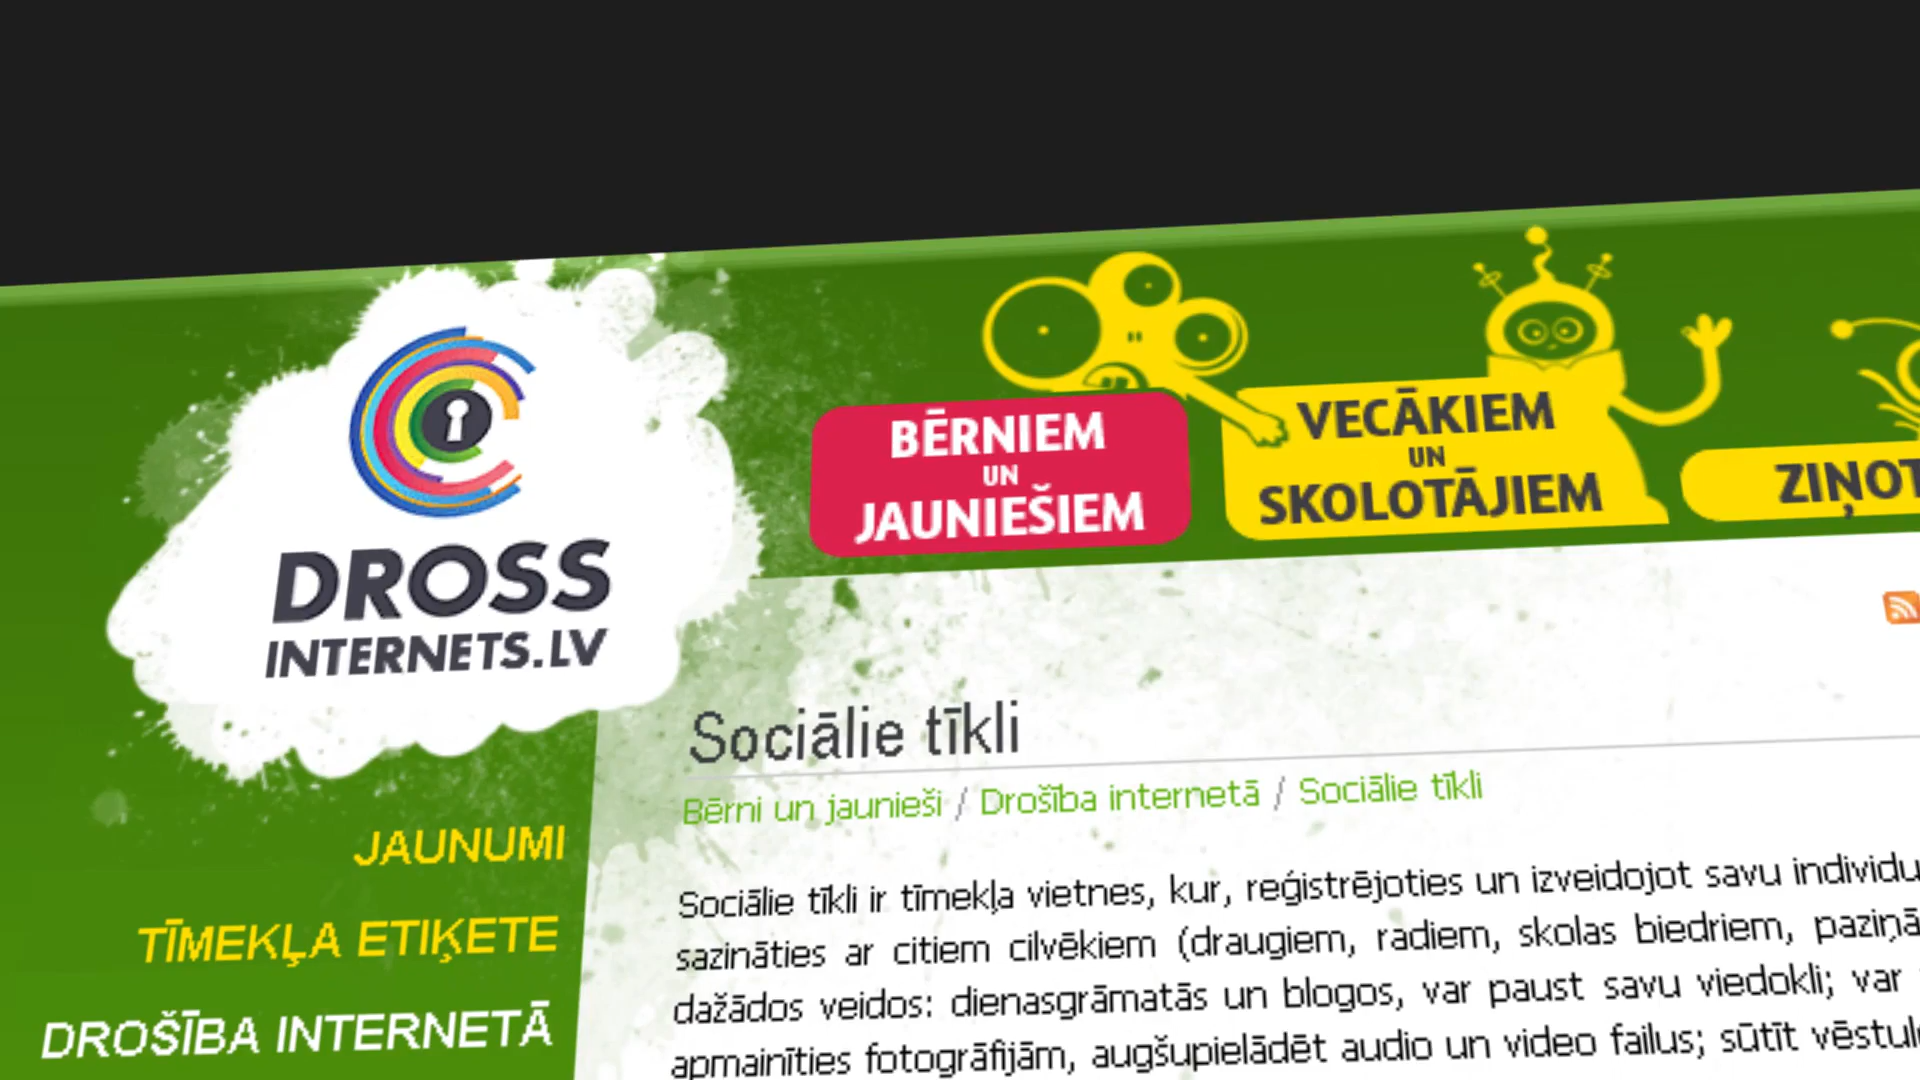 BĒRNIEM
UN
JAUNIEŠIEM
VECĀKIEM
UN
SKOLOTĀJIEM
DROSS
INTERNETS.LV
Sociālie tīkli
Bērni un jaunieši / Drošība internetā / Sociālie tīkli
JAUNUMI
TĪMEKĻA ETIĶETE
DROŠĪBA INTERNETĀ
Sociālie tīkli ir tīmekļa vietnes, kur, reģistrējoties un izveidojot savu
sazināties ar citiem cilvēkiem (draugiem, radiem, skolas biedriem,
dažādos veidos: dienasgrāmatās un blogos, var paust savu viedokli; var
apmainīties fotogrāfijām, augšupielādēt audio un video failus; sūtīt